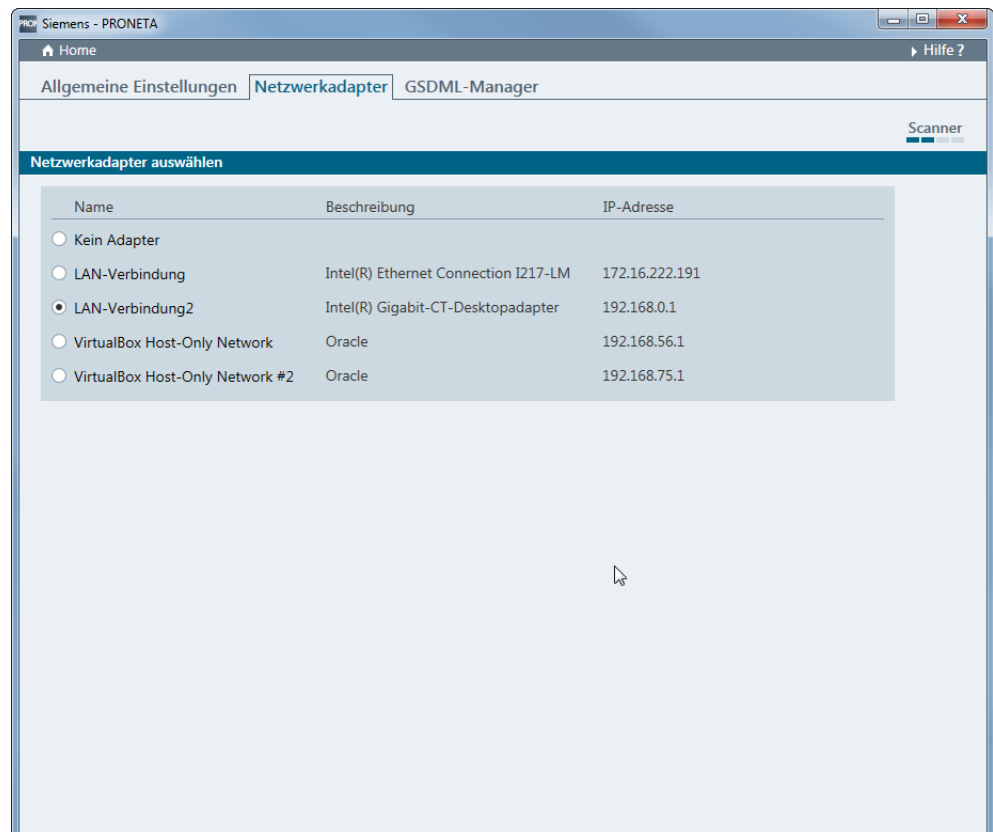 PRO Siemens - PRONETA
Home Hilfe ?
Allgemeine Einstellungen Netzwerkadapter GSDML-Manager
Scanner
Netzwerkadapter auswählen
Name Beschreibung IP-Adresse
Kein Adapter
LAN-Verbindung Intel(R) Ethernet Connection I217-LM 172.16.222.191
LAN-Verbindung2 Intel(R) Gigabit-CT-Desktopadapter 192.168.0.1
VirtualBox Host-Only Network Oracle 192.168.56.1
VirtualBox Host-Only Network #2 Oracle 192.168.75.1